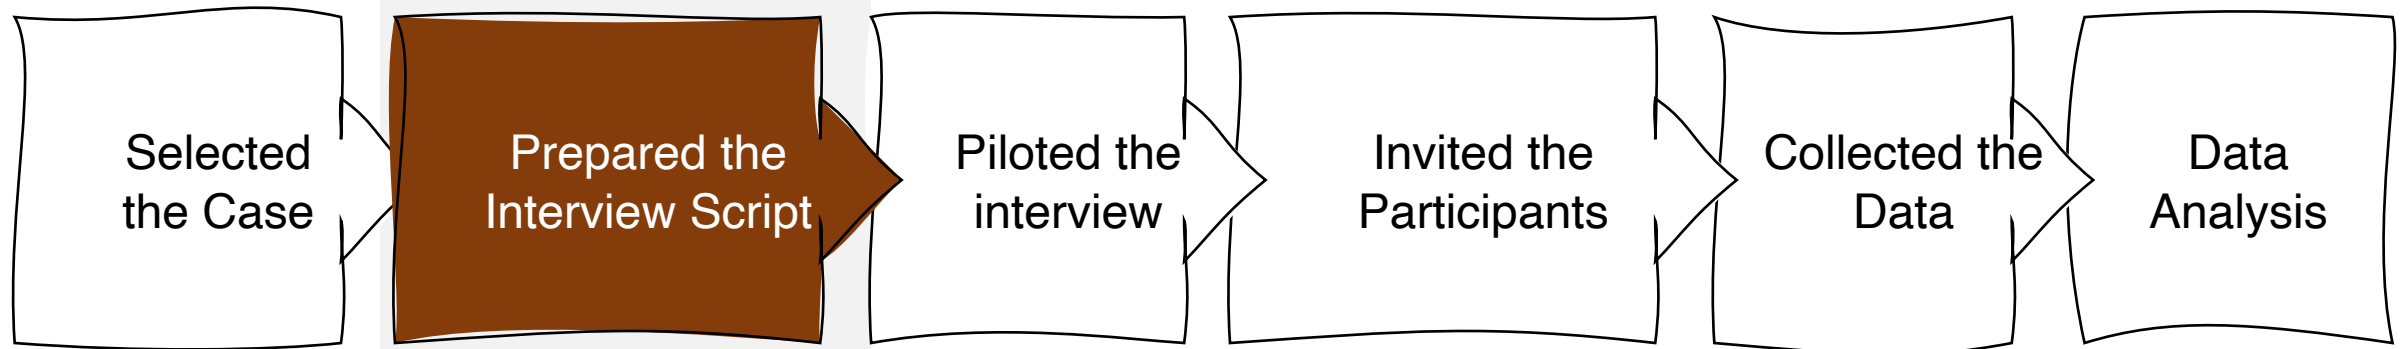 Selected
the Case
Prepared the
Interview Script
Piloted the
interview
Invited the
Participants
Collected the
Data
Data
Analysis